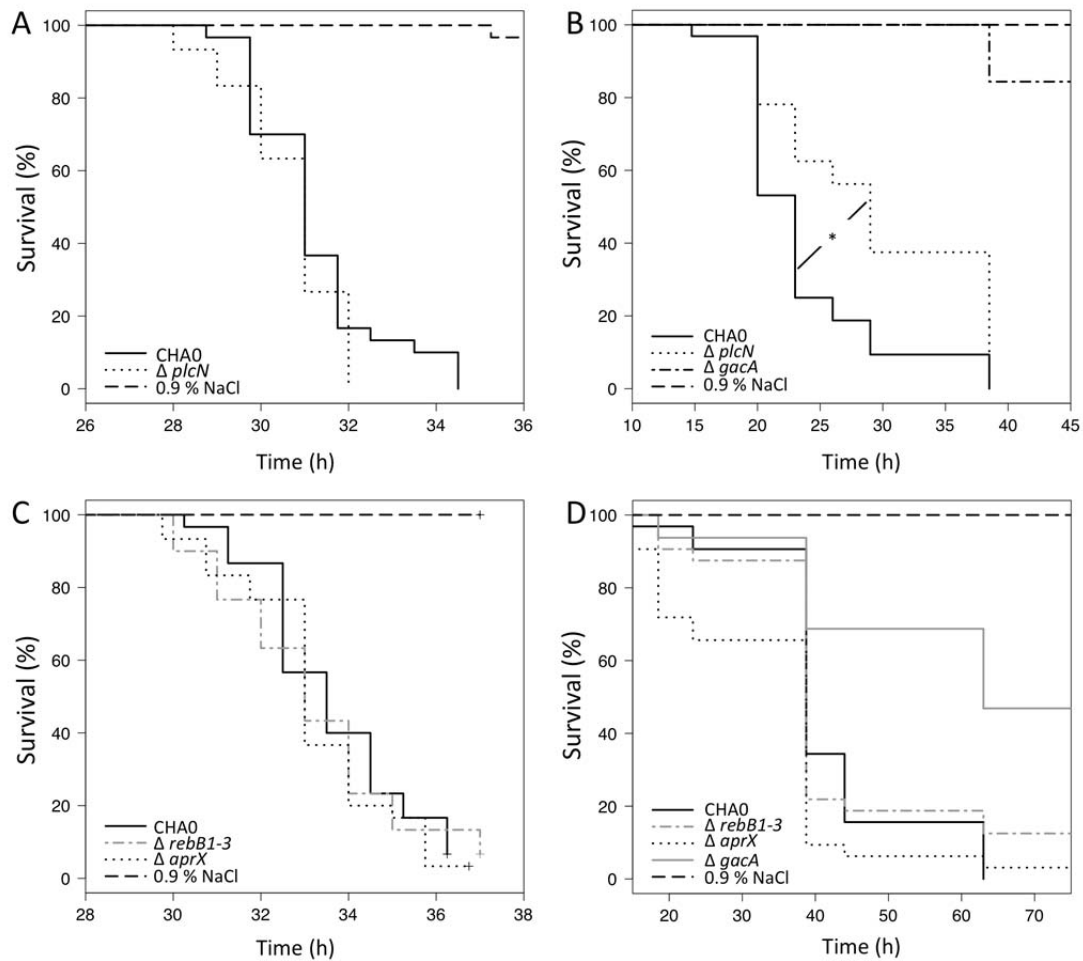 A
100
80
60
40
20
0
Survival (%)
CHA0
Δ plcN
0.9 % NaCl
26 28 30 32 34 36
Time (h)
B
100
80
60
40
20
0
Survival (%)
*
CHA0
Δ plcN
Δ gacA
0.9 % NaCl
10 15 20 25 30 35 40 45
Time (h)
C
100
80
60
40
20
0
Survival (%)
CHA0
Δ rebB1-3
Δ aprX
0.9 % NaCl
28 30 32 34 36 38
Time (h)
D
100
80
60
40
20
0
Survival (%)
CHA0
Δ rebB1-3
Δ aprX
Δ gacA
0.9 % NaCl
20 30 40 50 60 70
Time (h)